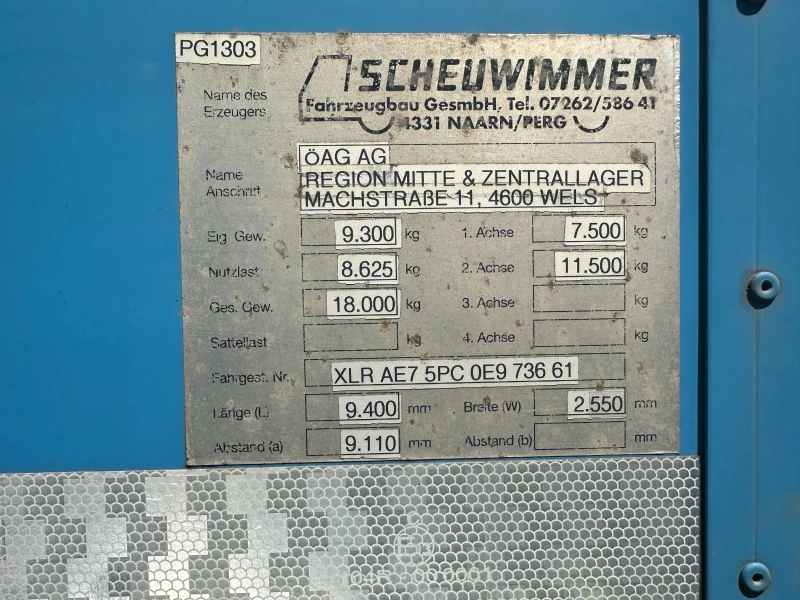 PG1303
SCHEUWIMMER
Fahrzeugbau GesmbH, Tel. 07262/586 41
4331 NAARN/PERG
Name des
Erzeugers
Name
Anschrift
ÖAG AG
REGION MITTE & ZENTRALLAGER
MACHSTRAßE 11, 4600 WELS
Eig. Gew. 9.300 kg 1. Achse 7.500 kg
Nutzlast 8.625 kg 2. Achse 11.500 kg
Ges. Gew. 18.000 kg 3. Achse kg
Sattellast kg 4. Achse kg
Fahrgest. Nr. XLR AE7 5PC 0E9 736 61
Länge (L) 9.400 mm Breite (W) 2.550 mm
Abstand (a) 9.110 mm Abstand (b) mm